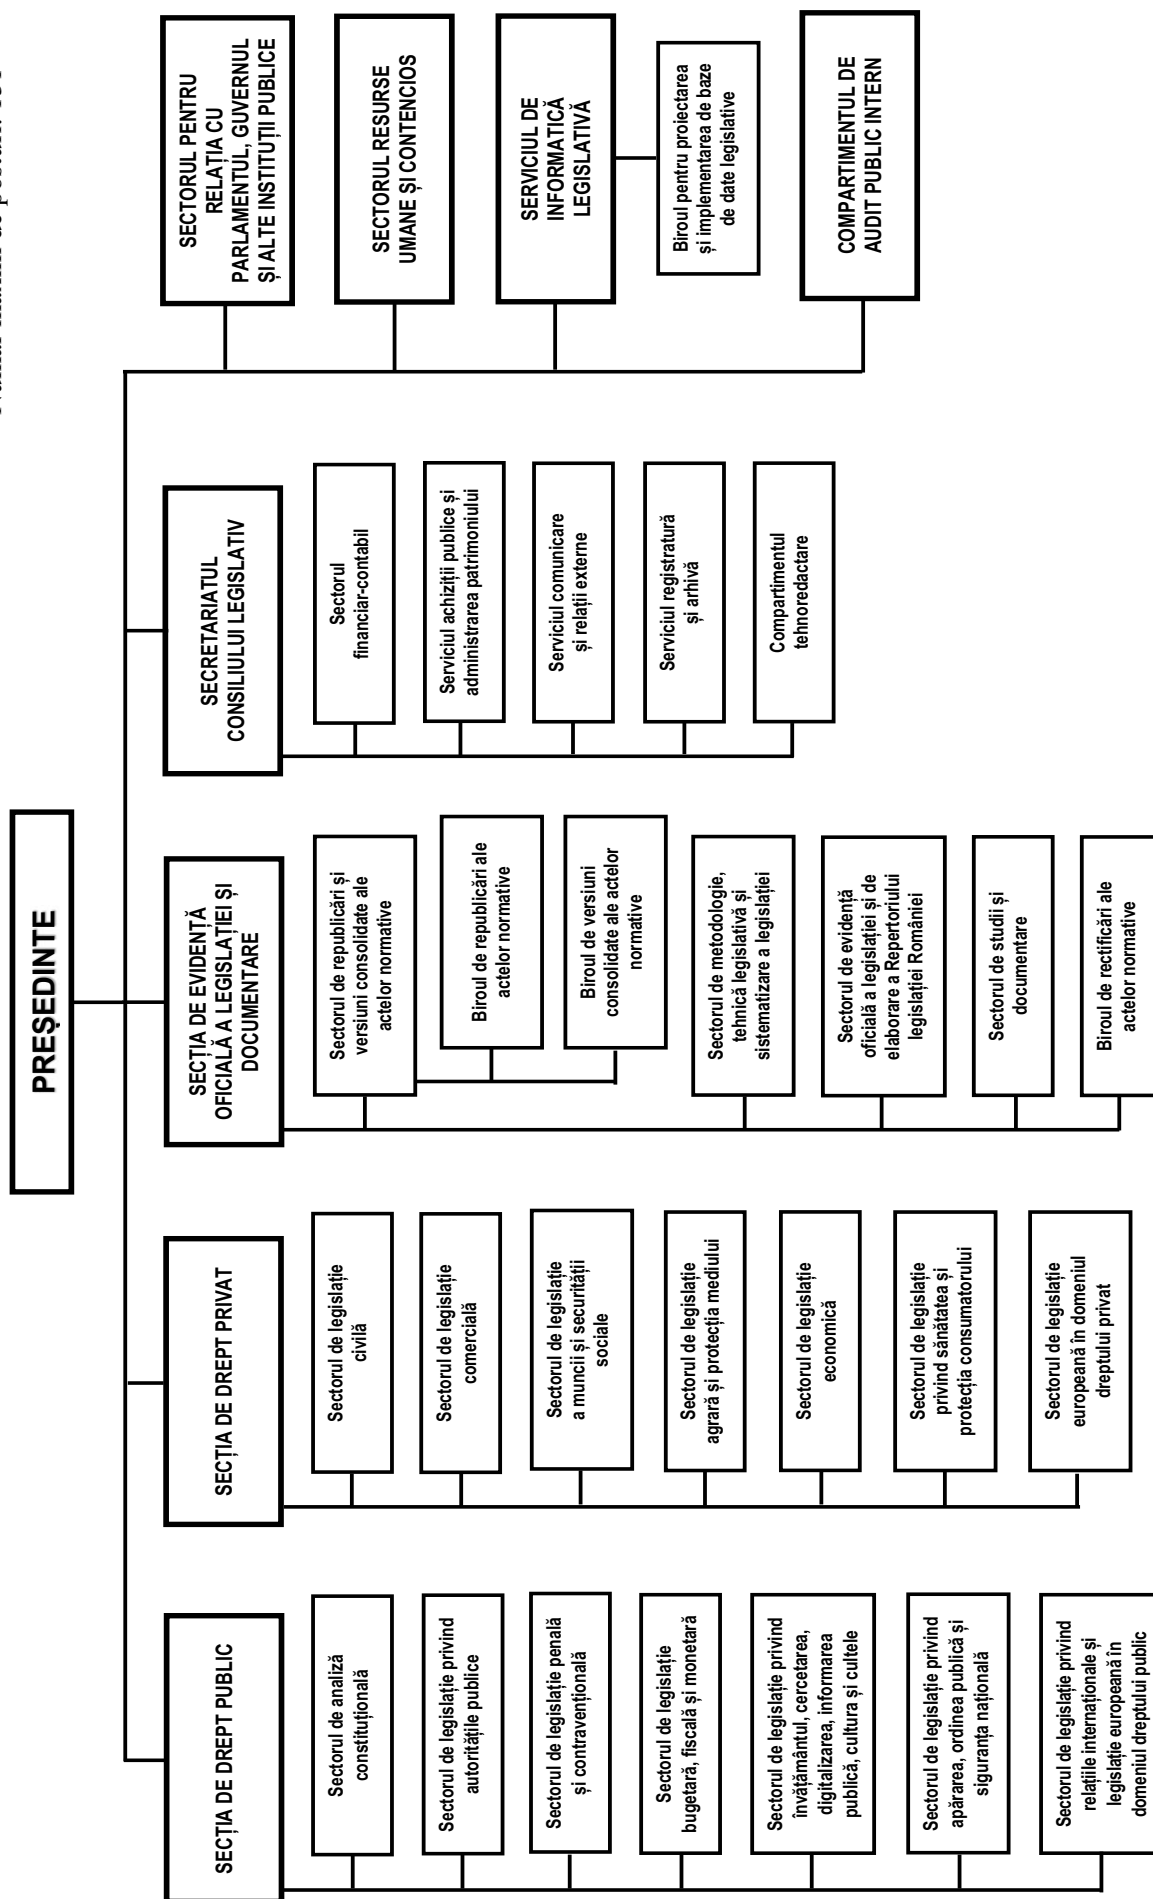 PREȘEDINTE
SECȚIA DE DREPT PUBLIC
Sectorul de analiză
constituțională
Sectorul de legislație privind
autoritățile publice
Sectorul de legislație penală
și contravențională
Sectorul de legislație
bugetară, fiscală și monetară
Sectorul de legislație privind
învățământul, cercetarea,
digitalizarea, informarea
publică, cultura și cultele
Sectorul de legislație privind
apărarea, ordinea publică și
siguranța națională
Sectorul de legislație privind
relațiile internaționale și
legislație europeană în
domeniul dreptului public
SECȚIA DE DREPT PRIVAT
Sectorul de legislație
civilă
Sectorul de legislație
comercială
Sectorul de legislație
a muncii și securității
sociale
Sectorul de legislație
agrară și protecția mediului
Sectorul de legislație
economică
Sectorul de legislație
privind sănătatea și
protecția consumatorului
Sectorul de legislație
europeană în domeniul
dreptului privat
SECȚIA DE EVIDENȚĂ
OFICIALĂ A LEGISLAȚIEI ȘI
DOCUMENTARE
Sectorul de republicări și
versiuni consolidate ale
actelor normative
Biroul de republicări ale
actelor normative
Biroul de versiuni
consolidate ale actelor
normative
Sectorul de metodologie,
tehnică legislativă și
sistematizare a legislației
Sectorul de evidență
oficială a legislației și de
elaborare a Repertoriului
legislației României
Sectorul de studii și
documentare
Biroul de rectificări ale
actelor normative
SECRETARIATUL
CONSILIULUI LEGISLATIV
Sectorul
financiar-contabil
Serviciul achiziții publice și
administrarea patrimoniului
Serviciul comunicare
și relații externe
Serviciul registratură
și arhivă
Compartimentul
tehnoredactare
SECTORUL PENTRU
RELAȚIA CU
PARLAMENTUL, GUVERNUL
ȘI ALTE INSTITUȚII PUBLICE
SECTORUL RESURSE
UMANE ȘI CONTENCIOS
SERVICIUL DE
INFORMATICĂ
LEGISLATIVĂ
Biroul pentru proiectarea
și implementarea de baze
de date legislative
COMPARTIMENTUL DE
AUDIT PUBLIC INTERN